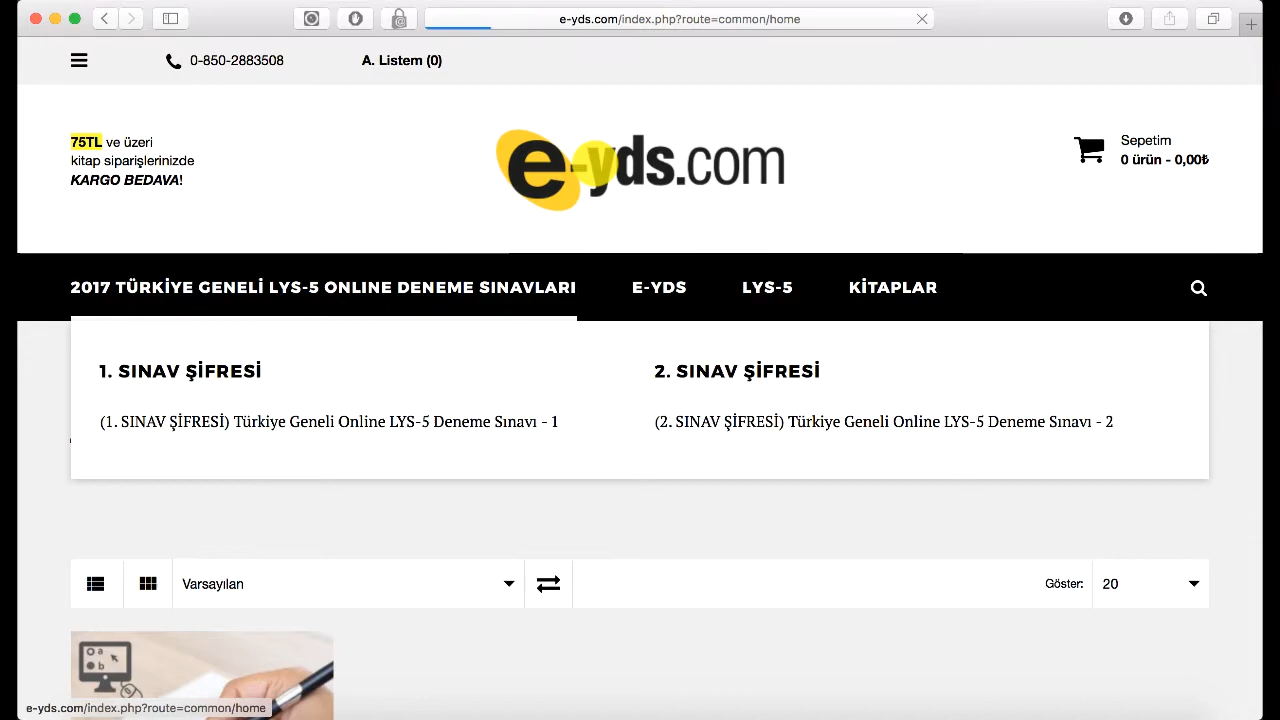 e-yds.com/index.php?route=common/home
0-850-2883508
A. Listem (0)
75TL ve üzeri
kitap siparişlerinizde
KARGO BEDAVA!
e-yds.com
Sepetim
0 ürün - 0,00₺
2017 TÜRKİYE GENELİ LYS-5 ONLINE DENEME SINAVLARI
E-YDS
LYS-5
KİTAPLAR
1. SINAV ŞİFRESİ
(1. SINAV ŞİFRESİ) Türkiye Geneli Online LYS-5 Deneme Sınavı - 1
2. SINAV ŞİFRESİ
(2. SINAV ŞİFRESİ) Türkiye Geneli Online LYS-5 Deneme Sınavı - 2
Varsayılan
Göster:
20
a
b
e-yds.com/index.php?route=common/home